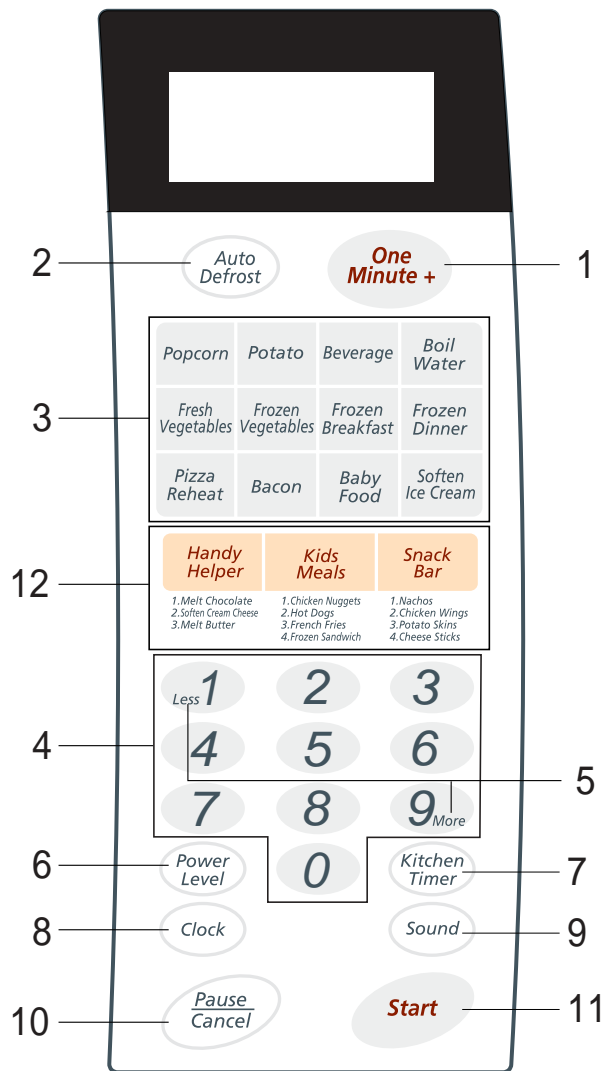 2
Auto
Defrost
One
Minute +
1
3
Popcorn
Potato
Beverage
Boil
Water
Fresh
Vegetables
Frozen
Vegetables
Frozen
Breakfast
Frozen
Dinner
Pizza
Reheat
Bacon
Baby
Food
Soften
Ice Cream
12
Handy
Helper
Kids
Meals
Snack
Bar
1.Melt Chocolate
2.Soften Cream Cheese
3.Melt Butter
1.Chicken Nuggets
2.Hot Dogs
3.French Fries
4.Frozen Sandwich
1.Nachos
2.Chicken Wings
3.Potato Skins
4.Cheese Sticks
4
Less 1
2
3
4
5
6
5
7
8
9 More
0
6
Power
Level
Kitchen
Timer
7
8
Clock
Sound
9
10
Pause
Cancel
Start
11